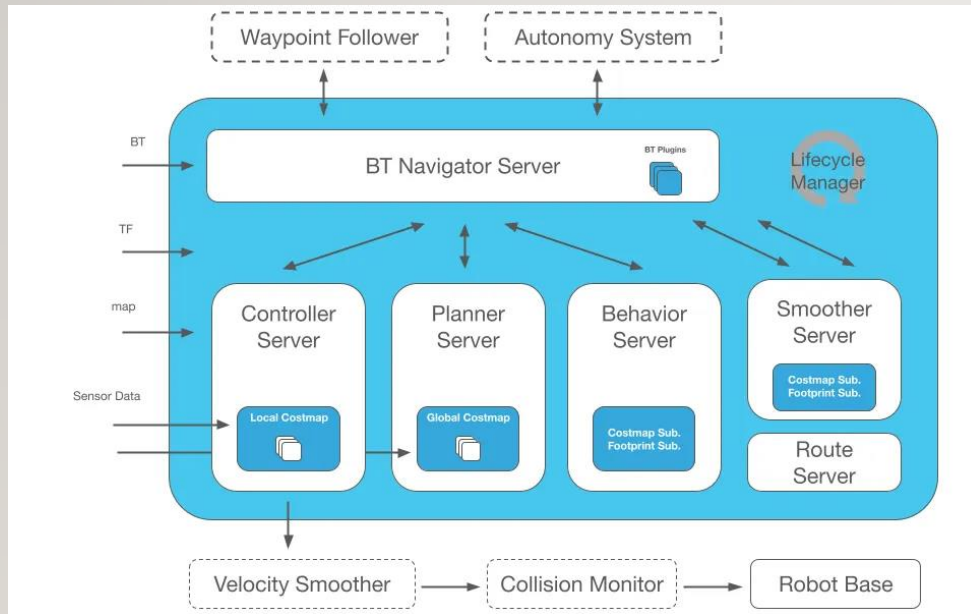 Waypoint Follower
Autonomy System
BT
BT Navigator Server
BT Plugins
Lifecycle
Manager
TF
map
Sensor Data
Controller
Server
Local Costmap
Planner
Server
Global Costmap
Behavior
Server
Costmap Sub.
Footprint Sub.
Smoother
Server
Costmap Sub.
Footprint Sub.
Route
Server
Velocity Smoother
Collision Monitor
Robot Base